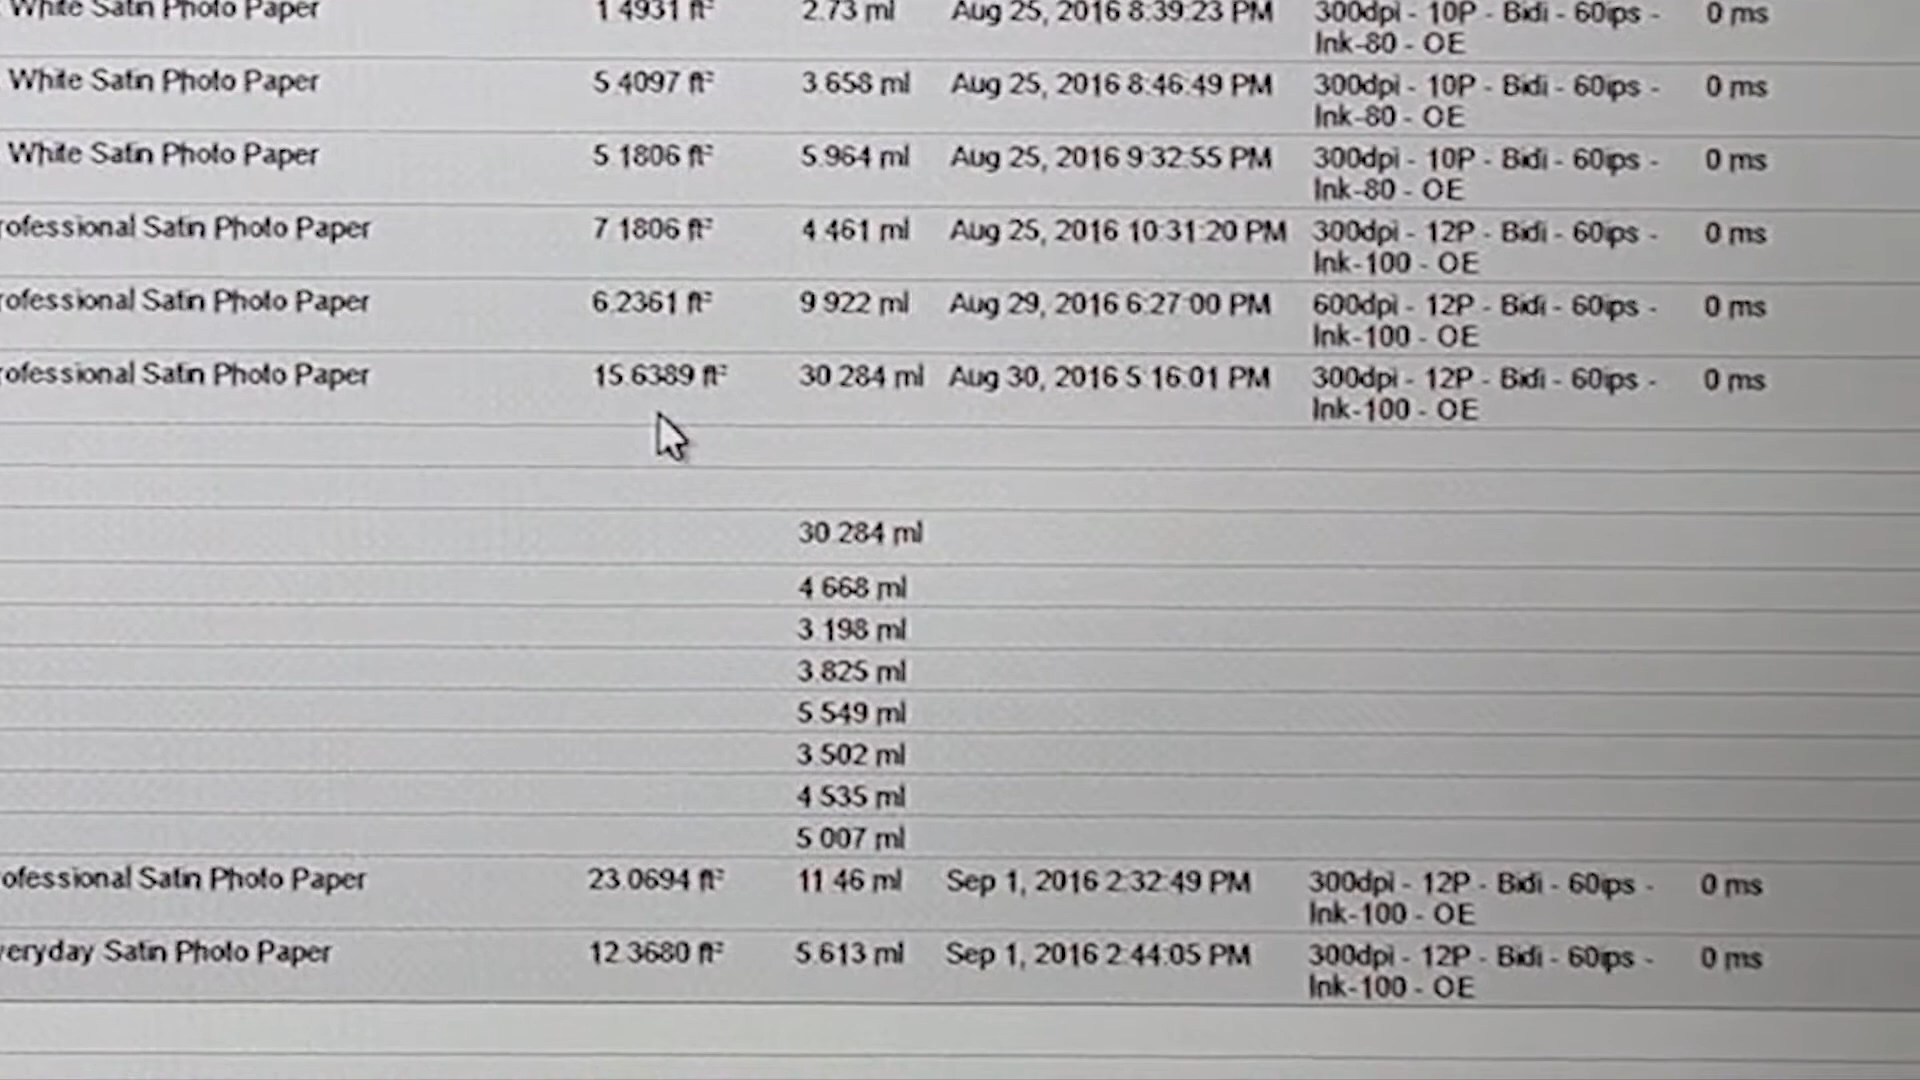 White Satin Photo Paper 1.4931 ft² 2.73 ml Aug 25, 2016 8:39:23 PM 300dpi - 10P - Bidi - 60ips - 0 ms
Ink-80 - OE
White Satin Photo Paper 5.4097 ft² 3.658 ml Aug 25, 2016 8:46:49 PM 300dpi - 10P - Bidi - 60ips - 0 ms
Ink-80 - OE
White Satin Photo Paper 5.1806 ft² 5.964 ml Aug 25, 2016 9:32:55 PM 300dpi - 10P - Bidi - 60ips - 0 ms
Ink-80 - OE
rofessional Satin Photo Paper 7.1806 ft² 4.461 ml Aug 25, 2016 10:31:20 PM 300dpi - 12P - Bidi - 60ips - 0 ms
Ink-100 - OE
rofessional Satin Photo Paper 6.2361 ft² 9.922 ml Aug 29, 2016 6:27:00 PM 600dpi - 12P - Bidi - 60ips - 0 ms
Ink-100 - OE
rofessional Satin Photo Paper 15.6389 ft² 30.284 ml Aug 30, 2016 5:16:01 PM 300dpi - 12P - Bidi - 60ips - 0 ms
Ink-100 - OE
30.284 ml
4.668 ml
3.198 ml
3.825 ml
5.549 ml
3.502 ml
4.535 ml
5.007 ml
ofessional Satin Photo Paper 23.0694 ft² 11.46 ml Sep 1, 2016 2:32:49 PM 300dpi - 12P - Bidi - 60ips - 0 ms
Ink-100 - OE
veryday Satin Photo Paper 12.3680 ft² 5.613 ml Sep 1, 2016 2:44:05 PM 300dpi - 12P - Bidi - 60ips - 0 ms
Ink-100 - OE